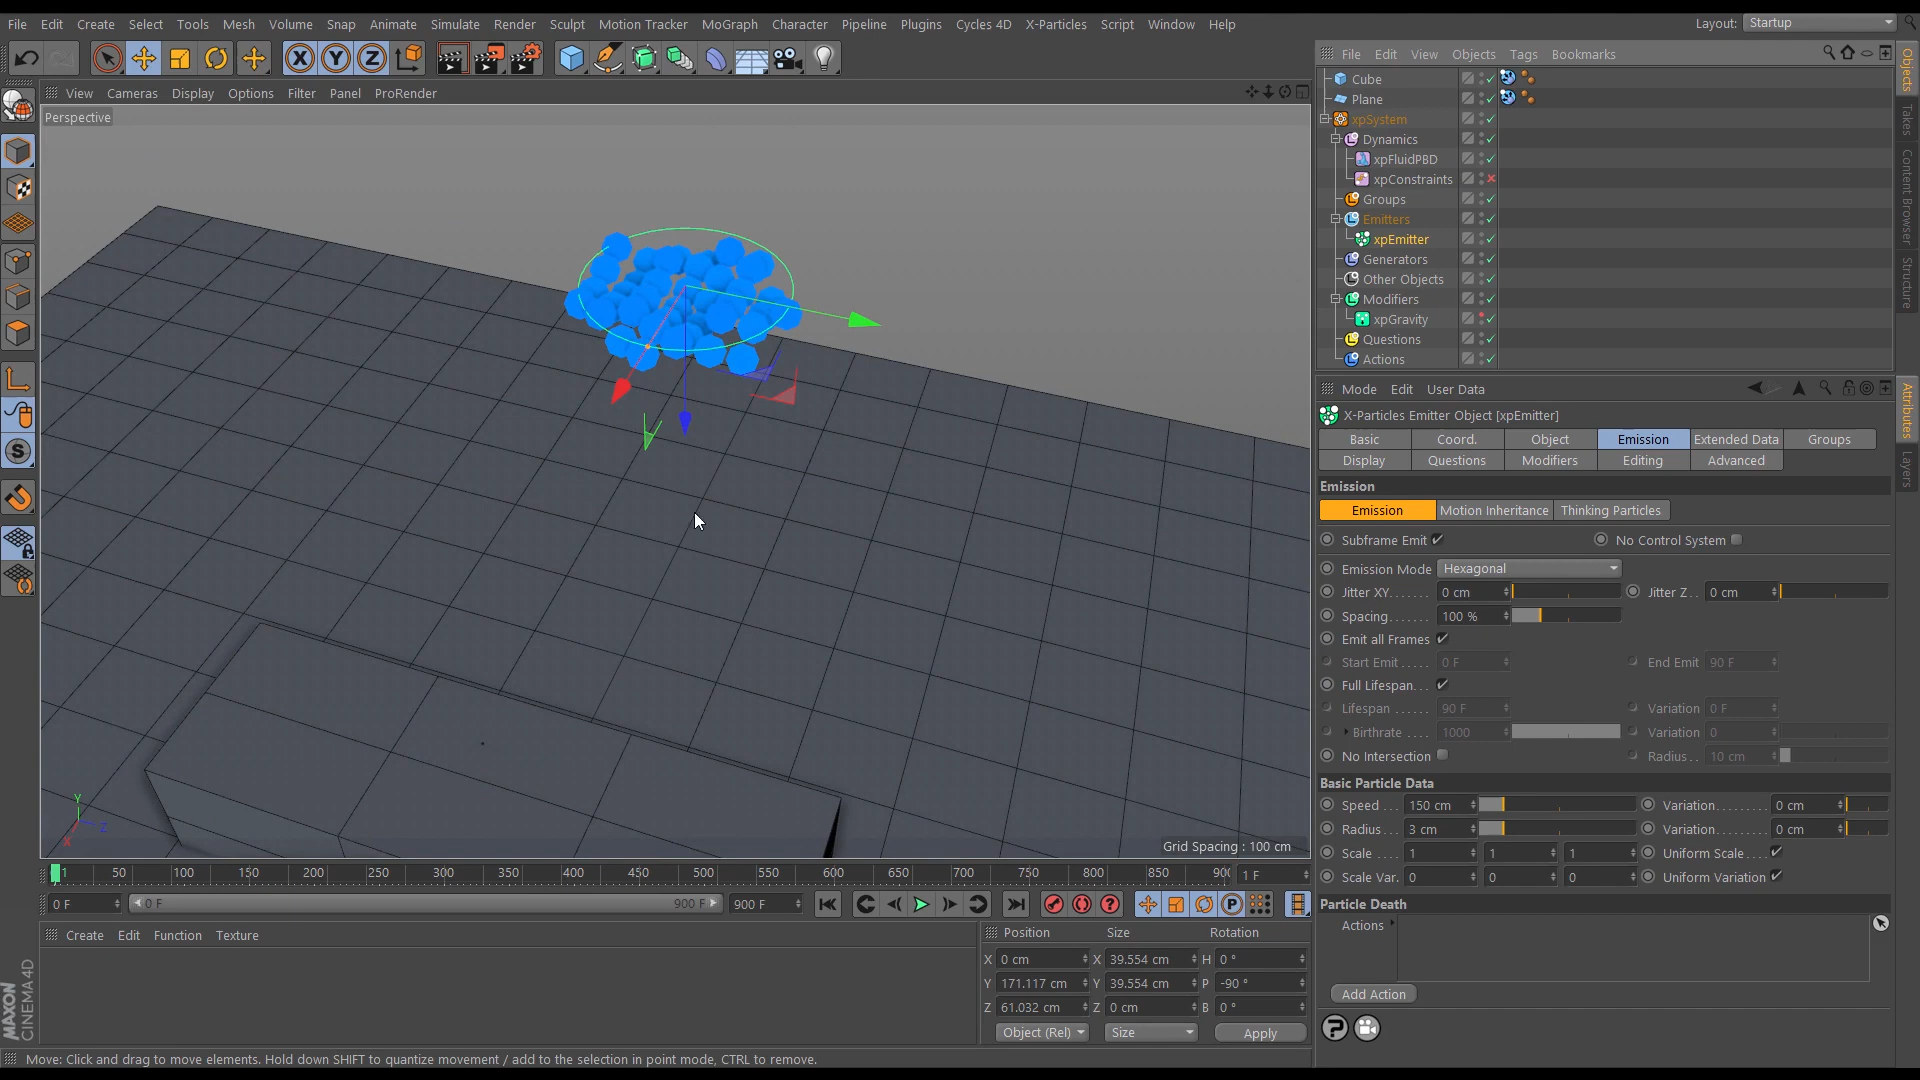 File Edit Create Select Tools Mesh Volume Snap Animate Simulate Render Sculpt Motion Tracker MoGraph Character Pipeline Plugins Cycles 4D X-Particles Script Window Help
Layout: Startup
View Cameras Display Options Filter Panel ProRender
Perspective
Grid Spacing : 100 cm
File Edit View Objects Tags Bookmarks
Cube
Plane
xpSystem
Dynamics
xpFluidPBD
xpConstraints
Groups
Emitters
xpEmitter
Generators
Other Objects
Modifiers
xpGravity
Questions
Actions
Objects
Takes
Content Browser
Structure
Mode Edit User Data
X-Particles Emitter Object [xpEmitter]
Basic Coord. Object Emission Extended Data Groups
Display Questions Modifiers Editing Advanced
Emission
Emission Motion Inheritance Thinking Particles
Subframe Emit No Control System
Emission Mode Hexagonal
Jitter XY....... 0 cm Jitter Z.. 0 cm
Spacing....... 100 %
Emit all Frames
Start Emit ..... 0 F End Emit 90 F
Full Lifespan...
Lifespan ...... 90 F Variation 0 F
Birthrate .... 1000 Variation 0
No Intersection Radius.. 10 cm
Basic Particle Data
Speed ... 150 cm Variation........ 0 cm
Radius... 3 cm Variation........ 0 cm
Scale .... 1 1 1 Uniform Scale....
Scale Var. 0 0 0 Uniform Variation
Particle Death
Actions
Add Action
Attributes
Layers
1 50 100 150 200 250 300 350 400 450 500 550 600 650 700 750 800 850 90 1 F
0 F 0 F 900 F 900 F
Create Edit Function Texture
Position Size Rotation
X 0 cm X 39.554 cm H 0 °
Y 171.117 cm Y 39.554 cm P -90 °
Z 61.032 cm Z 0 cm B 0 °
Object (Rel) Size Apply
MAXON
CINEMA 4D
Move: Click and drag to move elements. Hold down SHIFT to quantize movement / add to the selection in point mode, CTRL to remove.